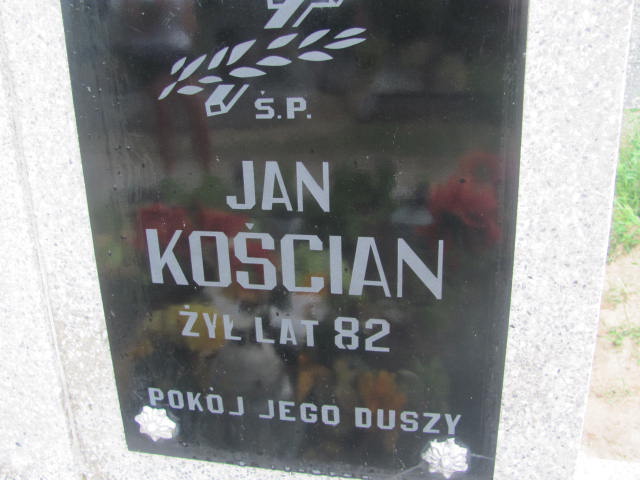 Ś.P.
JAN
KOŚCIAN
ŻYŁ LAT 82
POKÓJ JEGO DUSZY